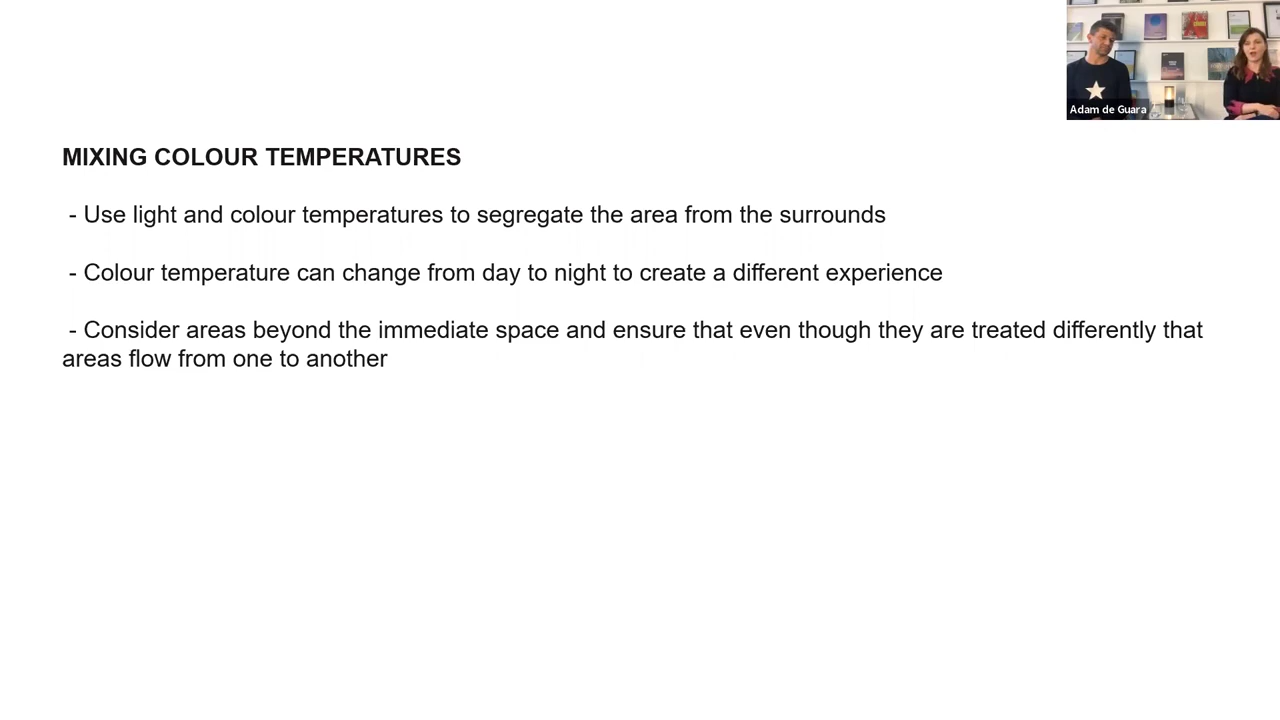 Adam de Guara
MIXING COLOUR TEMPERATURES
- Use light and colour temperatures to segregate the area from the surrounds
- Colour temperature can change from day to night to create a different experience
- Consider areas beyond the immediate space and ensure that even though they are treated differently that
areas flow from one to another